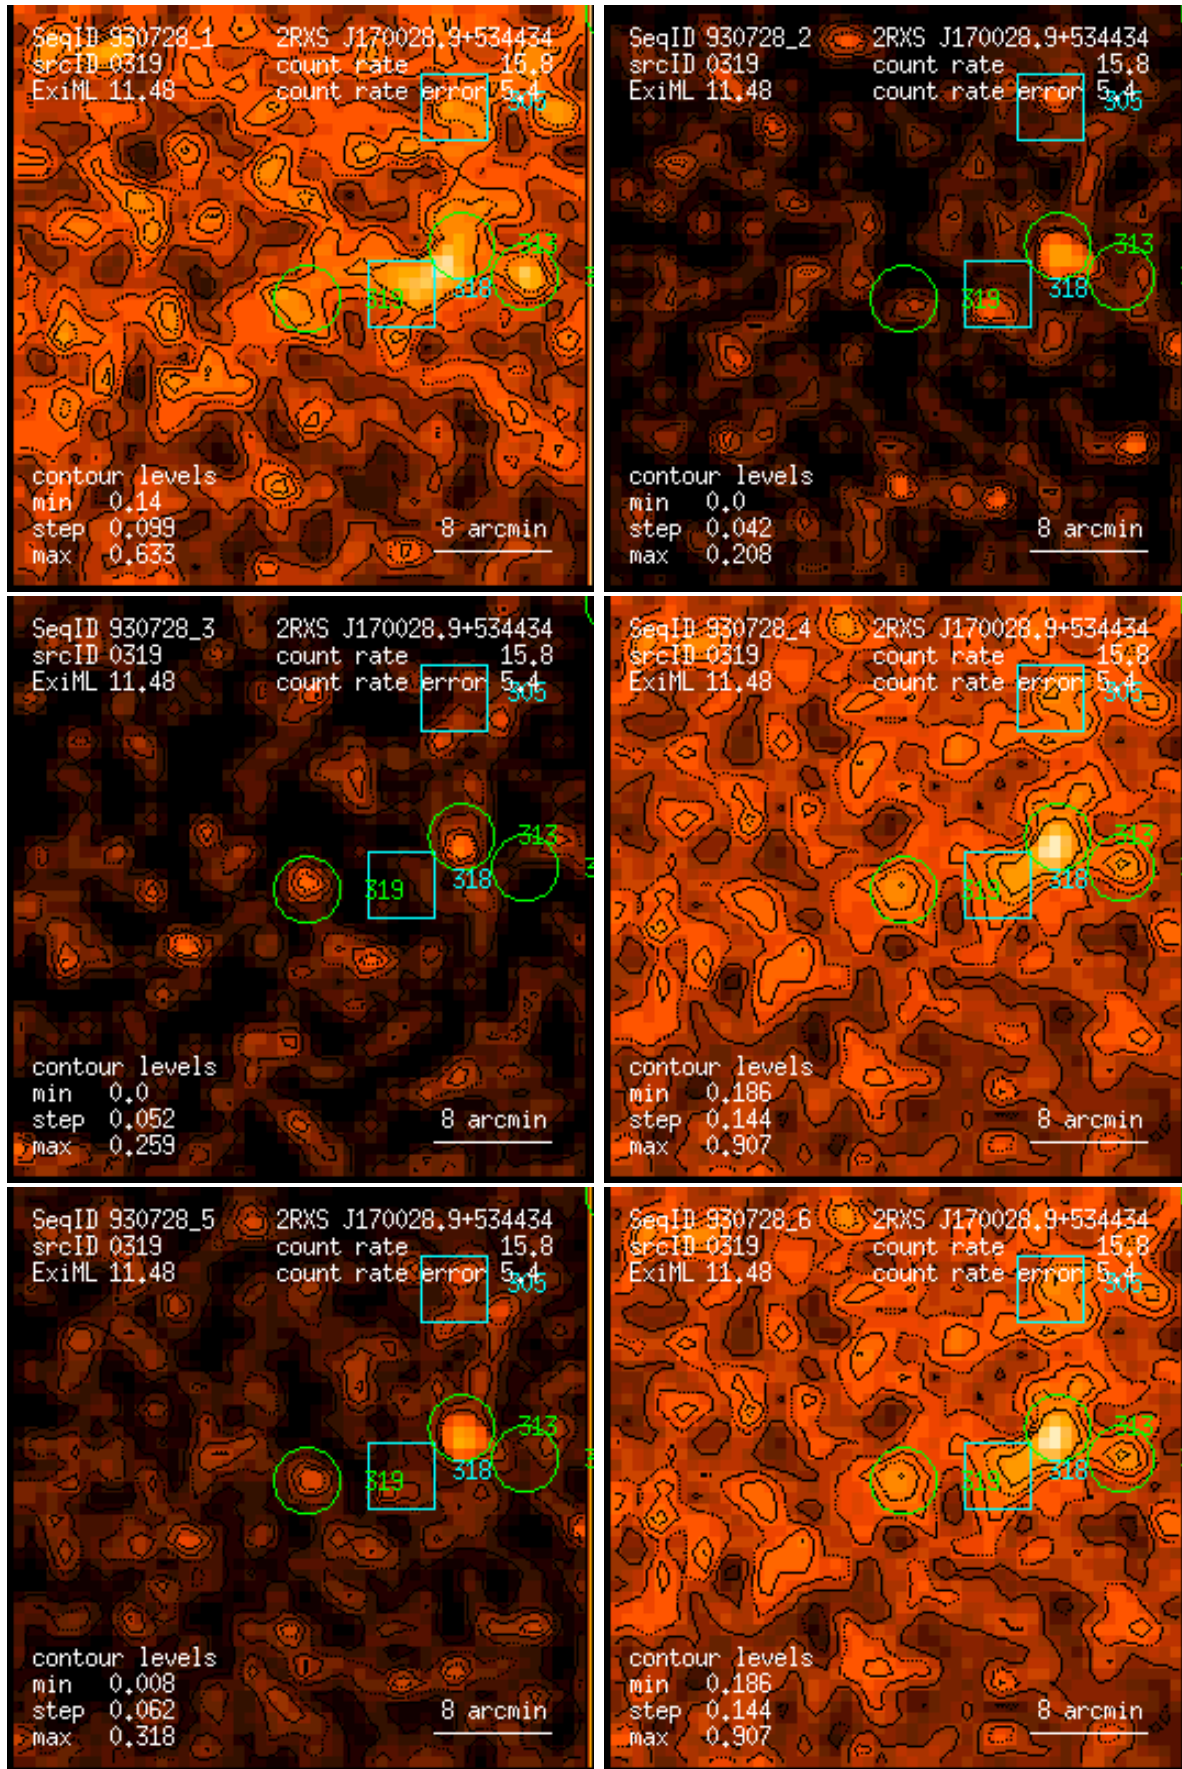 SeqID 930728_1 2RXS J170028.9+534434
srcID 0319 count rate 15.8
ExiML 11.48 count rate error 5.4
305
313
319 318
contour levels
min 0.14
step 0.099 8 arcmin
max 0.633
SeqID 930728_2 2RXS J170028.9+534434
srcID 0319 count rate 15.8
ExiML 11.48 count rate error 5.4
305
313
319 318
contour levels
min 0.0
step 0.042 8 arcmin
max 0.208
SeqID 930728_3 2RXS J170028.9+534434
srcID 0319 count rate 15.8
ExiML 11.48 count rate error 5.4
305
313
319 318
contour levels
min 0.0
step 0.052 8 arcmin
max 0.259
SeqID 930728_4 2RXS J170028.9+534434
srcID 0319 count rate 15.8
ExiML 11.48 count rate error 5.4
305
313
319 318
contour levels
min 0.186
step 0.144 8 arcmin
max 0.907
SeqID 930728_5 2RXS J170028.9+534434
srcID 0319 count rate 15.8
ExiML 11.48 count rate error 5.4
305
313
319 318
contour levels
min 0.008
step 0.062 8 arcmin
max 0.318
SeqID 930728_6 2RXS J170028.9+534434
srcID 0319 count rate 15.8
ExiML 11.48 count rate error 5.4
305
313
319 318
contour levels
min 0.186
step 0.144 8 arcmin
max 0.907